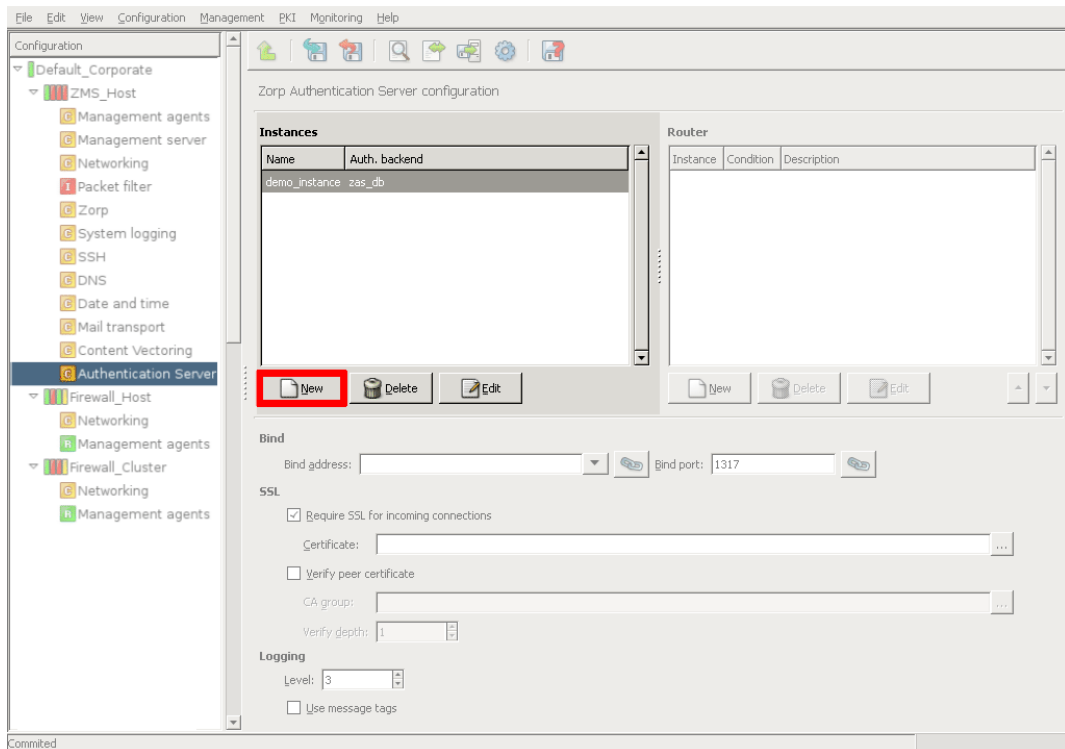 File Edit View Configuration Management PKI Monitoring Help
Configuration
Default_Corporate
ZMS_Host
Management agents
Management server
Networking
Packet filter
Zorp
System logging
SSH
DNS
Date and time
Mail transport
Content Vectoring
Authentication Server
Firewall_Host
Networking
Management agents
Firewall_Cluster
Networking
Management agents
Zorp Authentication Server configuration
Instances
Name Auth. backend
demo_instance zas_db
New Delete Edit
Router
Instance Condition Description
New Delete Edit
Bind
Bind address: Bind port: 1317
SSL
Require SSL for incoming connections
Certificate: ...
Verify peer certificate
CA group: ...
Verify depth: 1
Logging
Level: 3
Use message tags
Commited